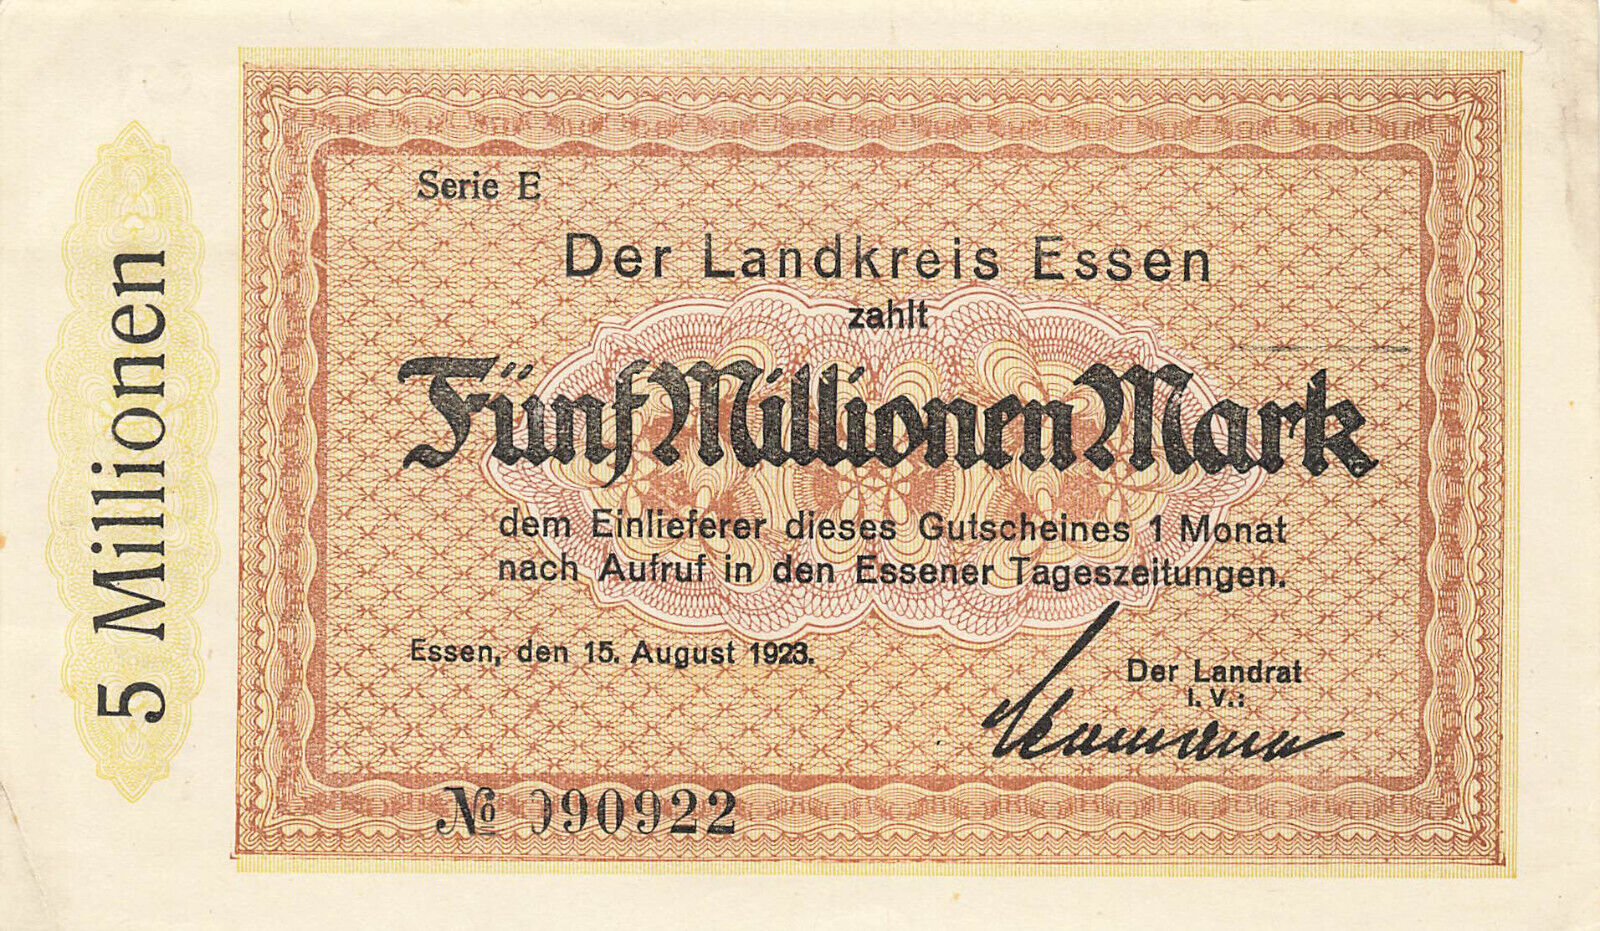 5 Millionen
Serie E
Der Landkreis Essen
zahlt
Fünf Millionen Mark
dem Einlieferer dieses Gutscheines 1 Monat
nach Aufruf in den Essener Tageszeitungen.
Essen, den 15. August 1923.
Der Landrat
I. V.:
№ 090922